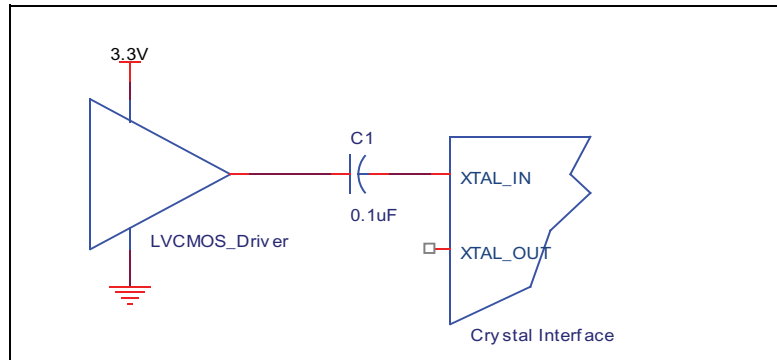 3.3V
C1
XTAL_IN
0.1uF
LVCMOS_Driver
XTAL_OUT
Crystal Interface